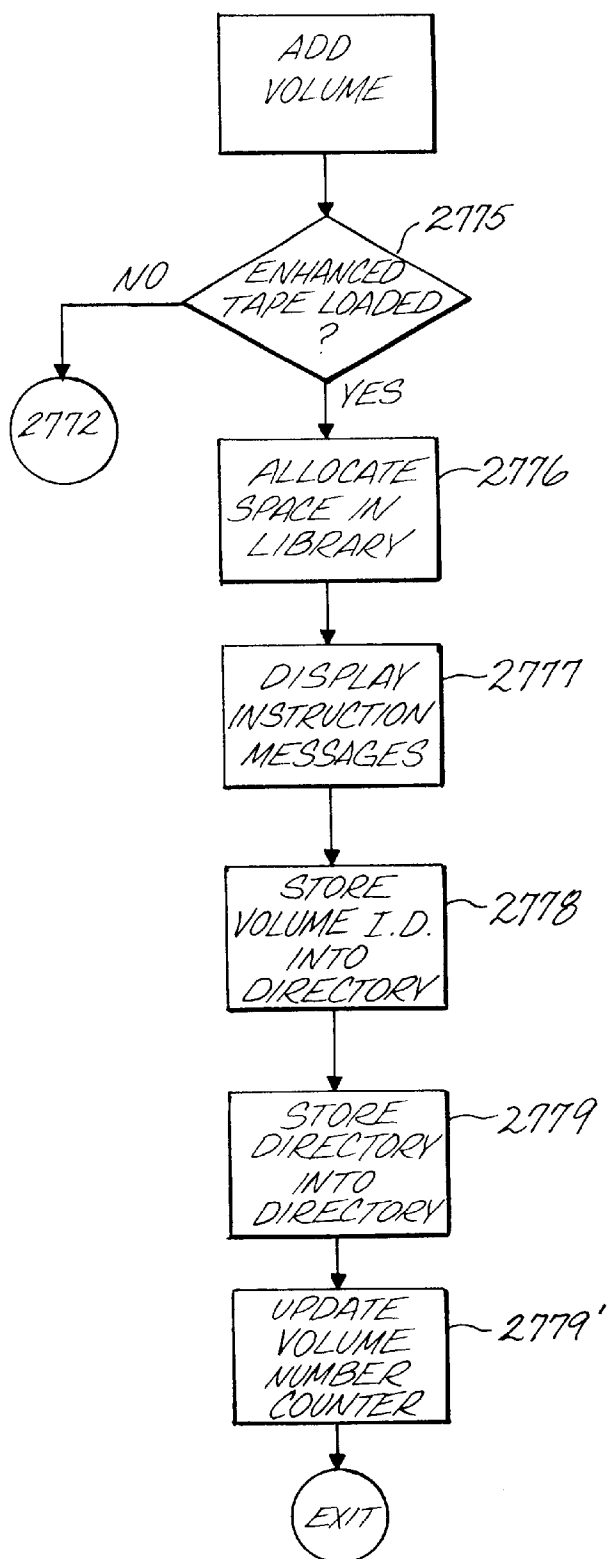 ADD
VOLUME
2775
NO
ENHANCED
TAPE LOADED
?
2772
YES
ALLOCATE
SPACE IN
LIBRARY
2776
DISPLAY
INSTRUCTION
MESSAGES
2777
STORE
VOLUME I.D.
INTO
DIRECTORY
2778
STORE
DIRECTORY
INTO
DIRECTORY
2779
UPDATE
VOLUME
NUMBER
COUNTER
2779'
EXIT